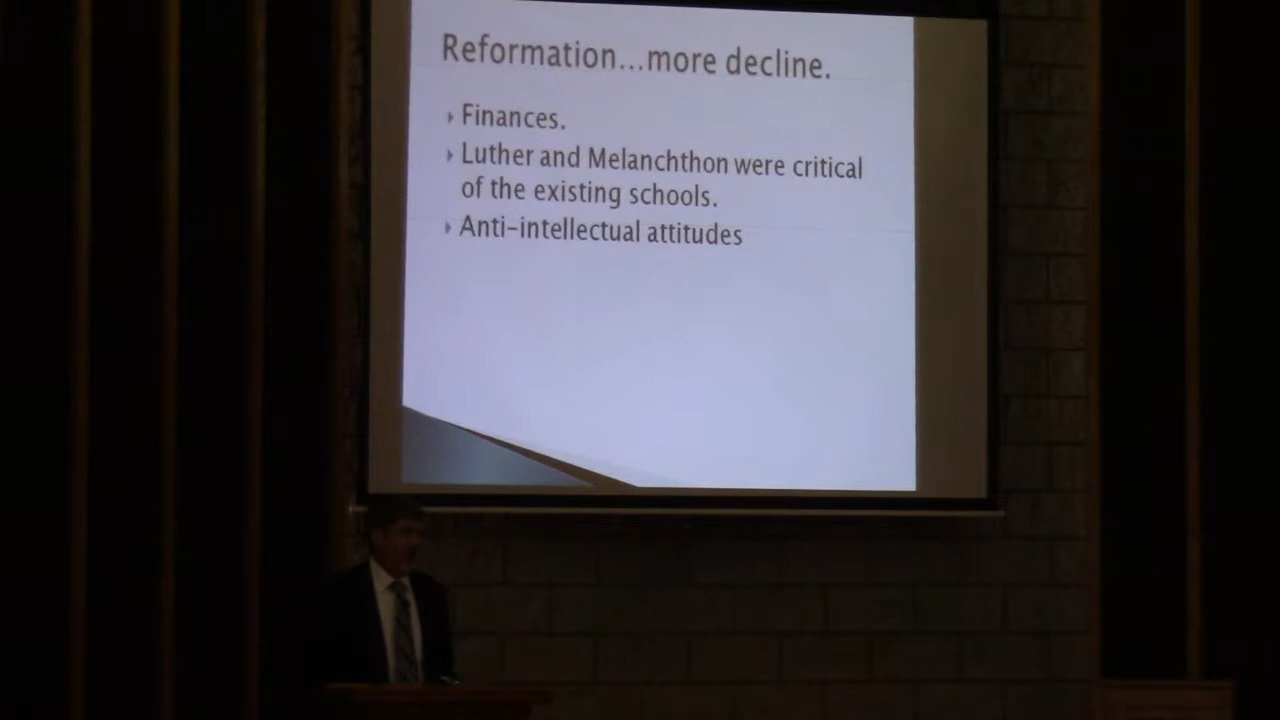 Reformation...more decline.
Finances.
Luther and Melanchthon were critical
of the existing schools.
Anti-intellectual attitudes